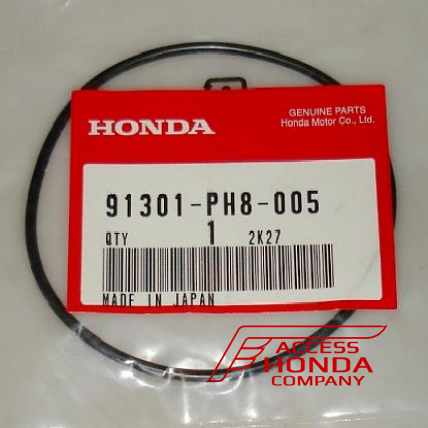 GENUINE PARTS
HONDA
Honda Motor Co., Ltd.
91301-PH8-005
QTY 1 2K27
MADE IN JAPAN
ACCESS
HONDA
COMPANY